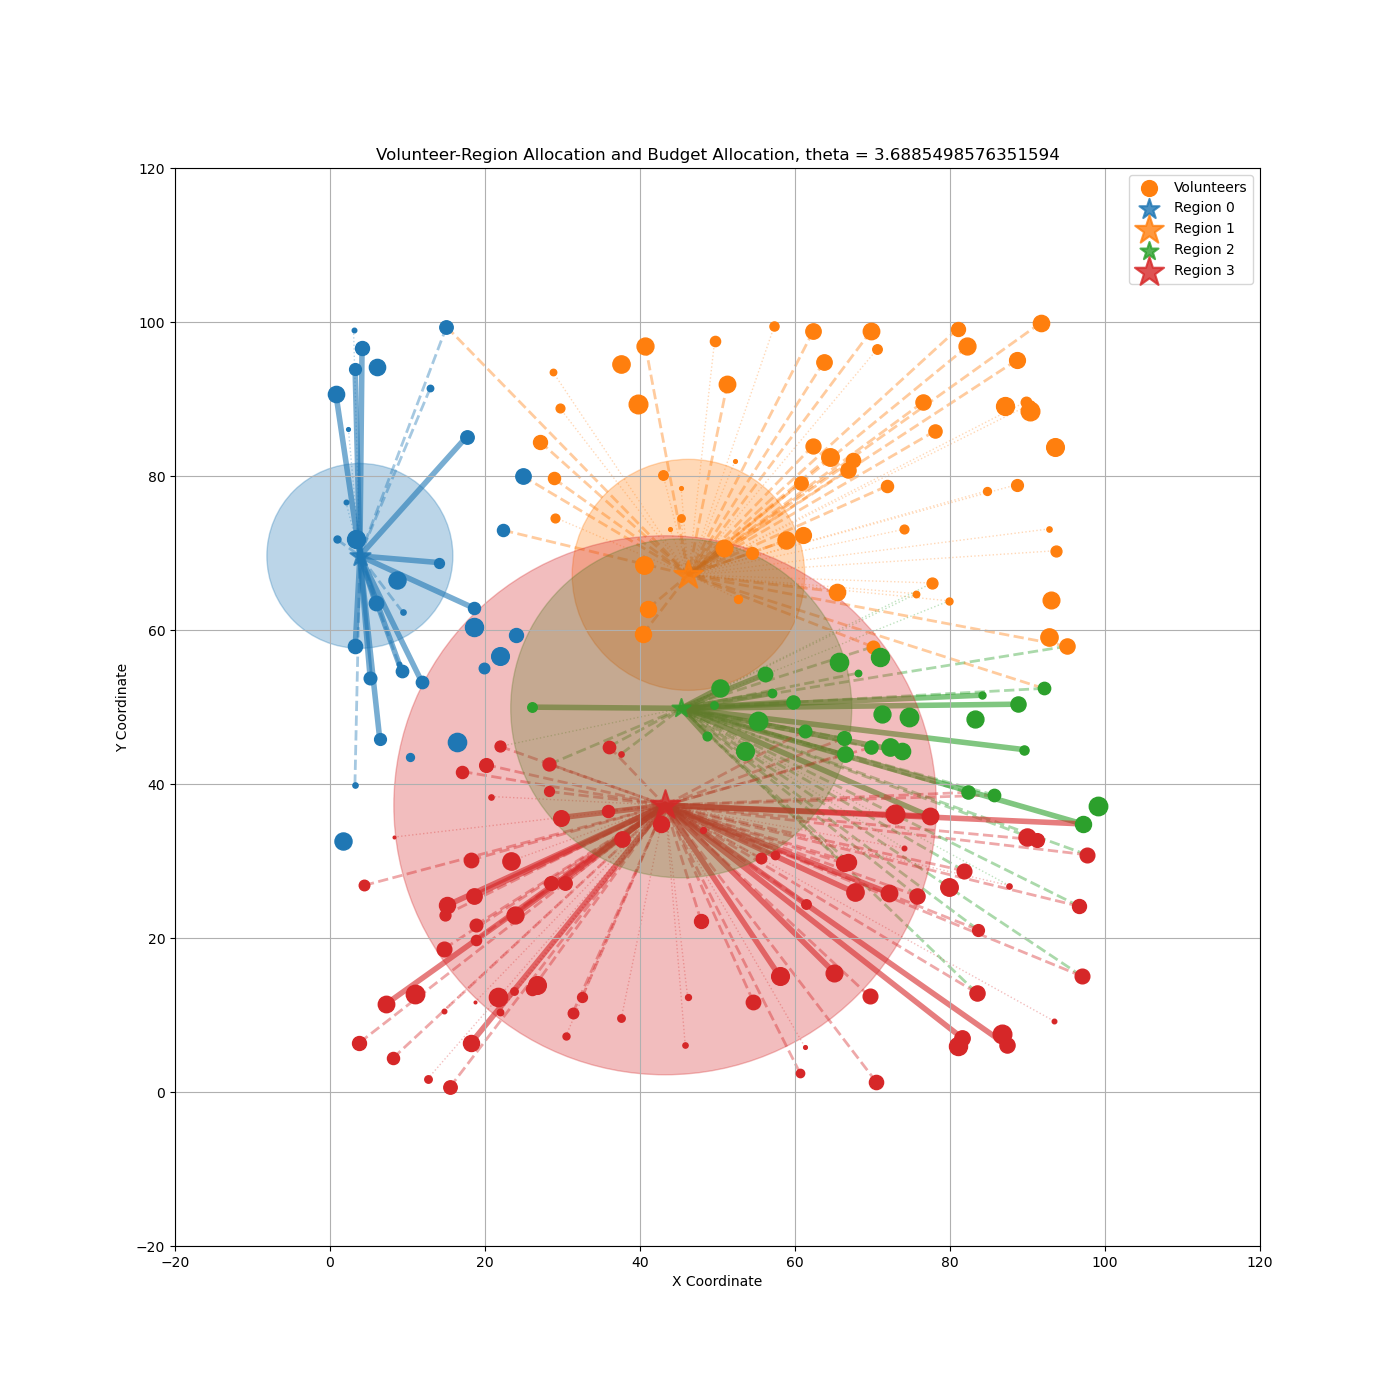 Volunteer-Region Allocation and Budget Allocation, theta = 3.6885498576351594
120
Volunteers
Region 0
Region 1
Region 2
Region 3
100
80
60
Y Coordinate
40
20
0
−20
−20 0 20 40 60 80 100 120
X Coordinate